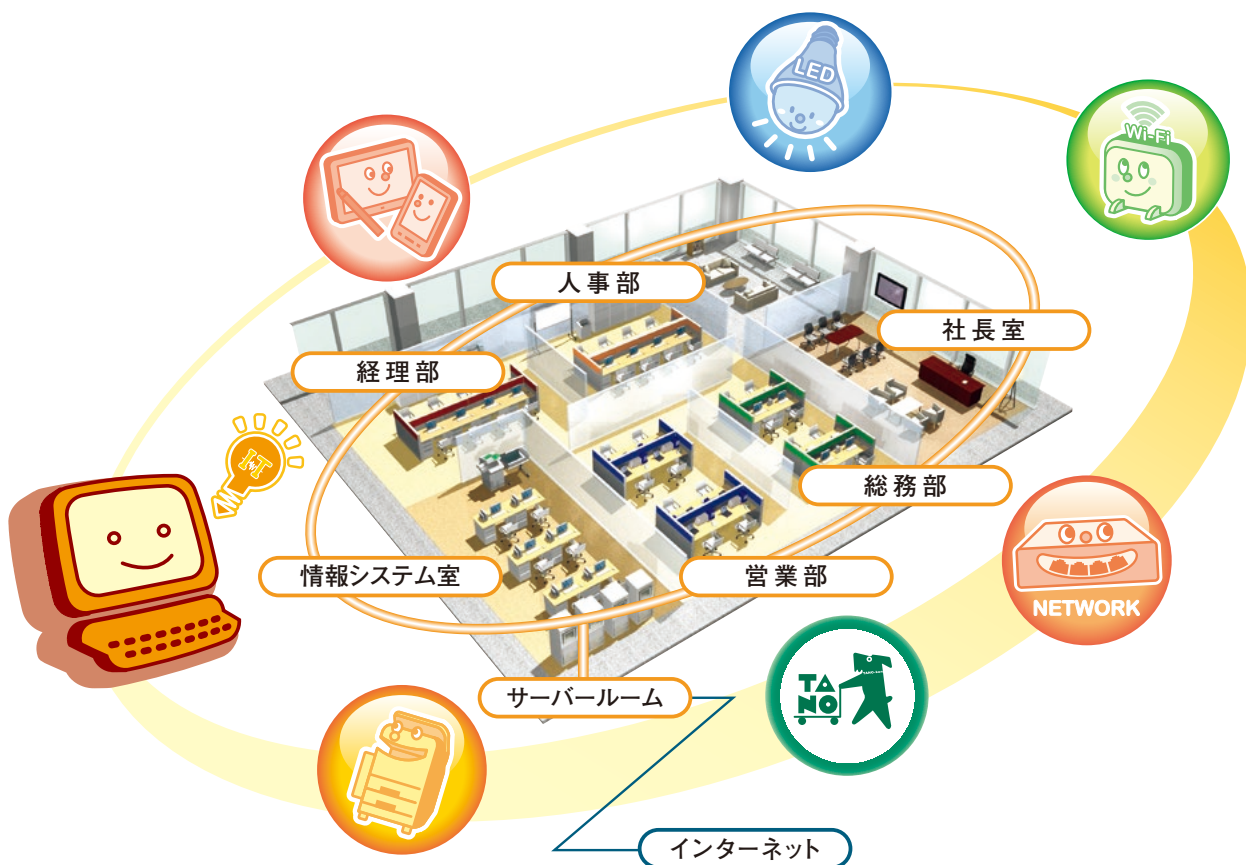 LED
Wi-Fi
人事部
社長室
経理部
IT
総務部
情報システム室
営業部
NETWORK
サーバールーム
TA
NO
インターネット